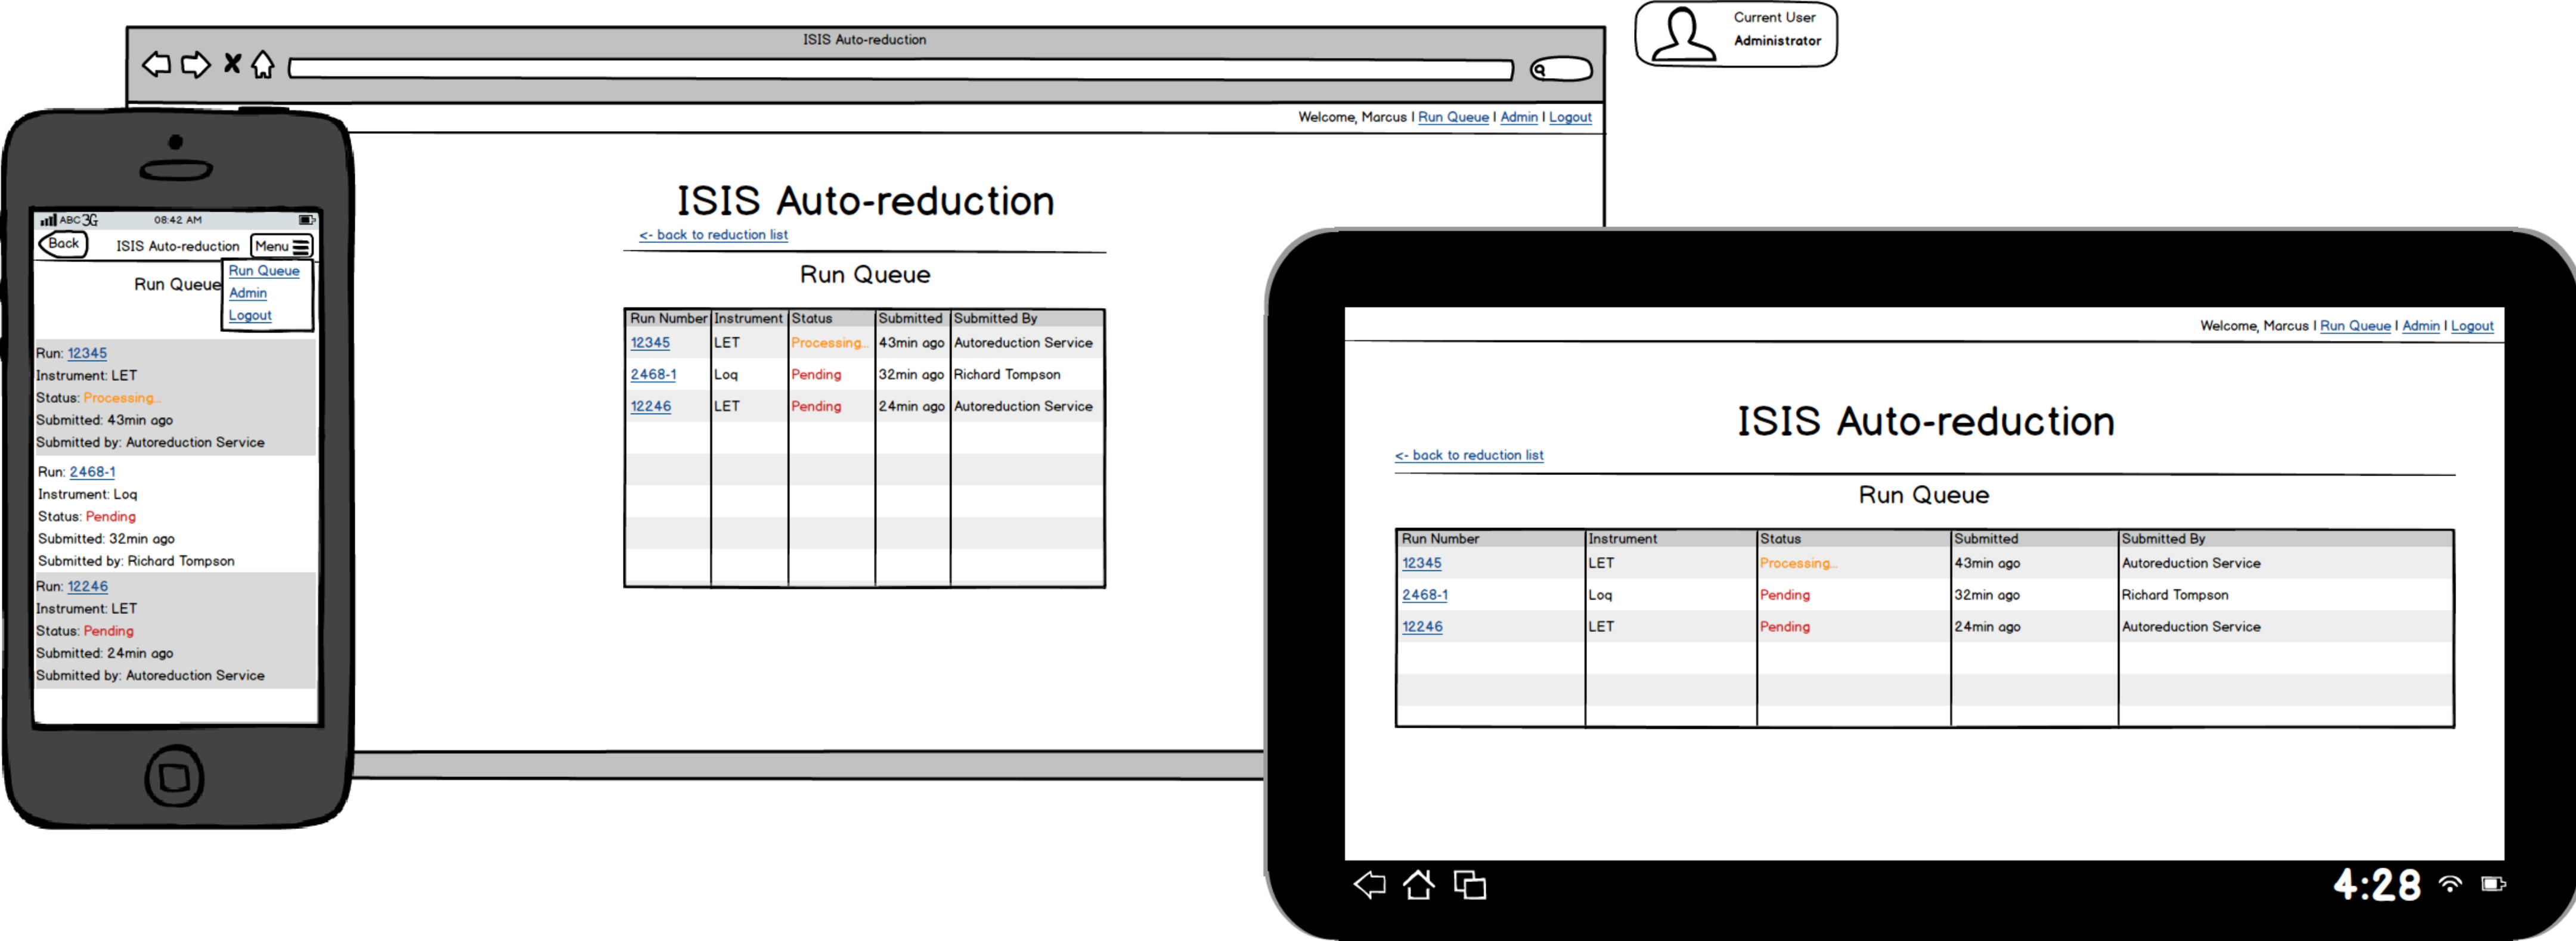 Current User
Administrator
ISIS Auto-reduction
Welcome, Marcus | Run Queue | Admin | Logout
ISIS Auto-reduction
<- back to reduction list
Run Queue
Run Number Instrument Status Submitted Submitted By
12345 LET Processing... 43min ago Autoreduction Service
2468-1 Loq Pending 32min ago Richard Tompson
12246 LET Pending 24min ago Autoreduction Service
ABC 3G 08:42 AM
Back ISIS Auto-reduction Menu
Run Queue
Run Queue
Admin
Logout
Run: 12345
Instrument: LET
Status: Processing...
Submitted: 43min ago
Submitted by: Autoreduction Service
Run: 2468-1
Instrument: Loq
Status: Pending
Submitted: 32min ago
Submitted by: Richard Tompson
Run: 12246
Instrument: LET
Status: Pending
Submitted: 24min ago
Submitted by: Autoreduction Service
Welcome, Marcus | Run Queue | Admin | Logout
ISIS Auto-reduction
<- back to reduction list
Run Queue
Run Number Instrument Status Submitted Submitted By
12345 LET Processing... 43min ago Autoreduction Service
2468-1 Loq Pending 32min ago Richard Tompson
12246 LET Pending 24min ago Autoreduction Service
4:28